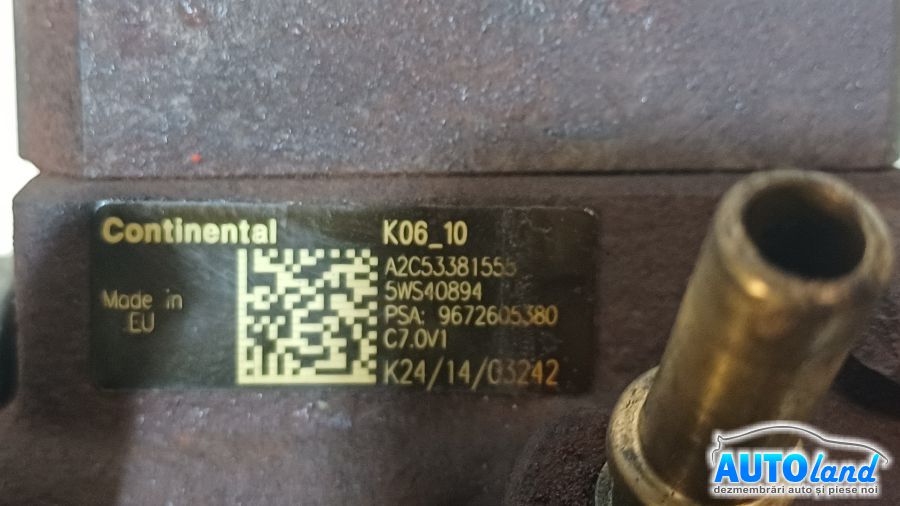 Continental
Made in
EU
K06_10
A2C53381555
5WS40894
PSA: 9672605380
C7.0V1
K24/14/03242
AUTOland
dezmembrări auto și piese noi